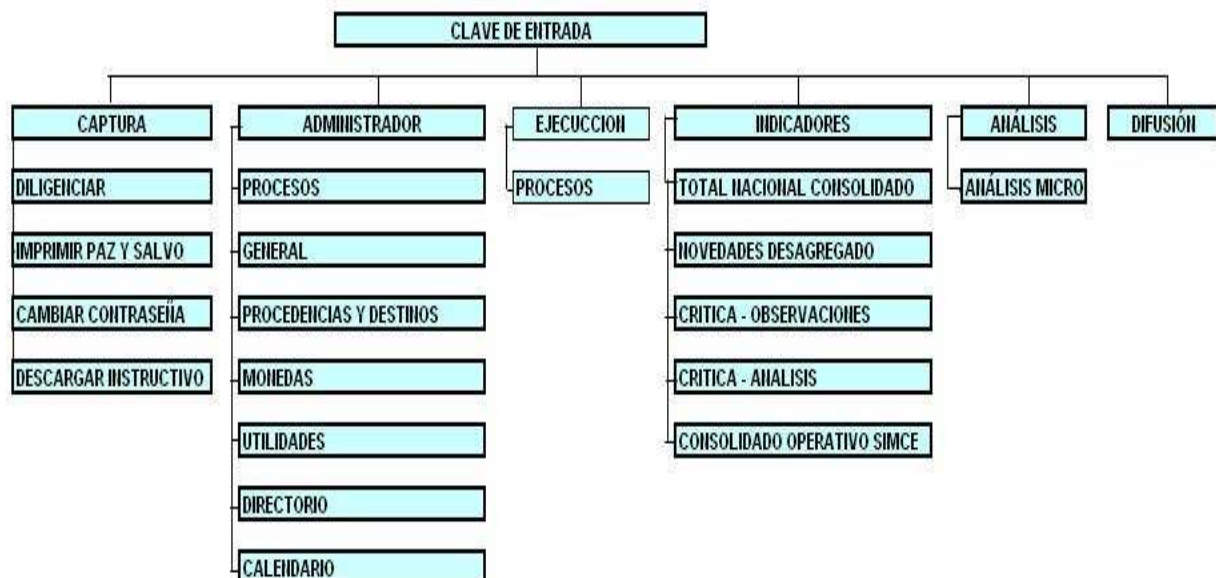 CLAVE DE ENTRADA
CAPTURA
DILIGENCIAR
IMPRIMIR PAZ Y SALVO
CAMBIAR CONTRASEÑA
DESCARGAR INSTRUCTIVO
ADMINISTRADOR
PROCESOS
GENERAL
PROCEDENCIAS Y DESTINOS
MONEDAS
UTILIDADES
DIRECTORIO
CALENDARIO
EJECUCCION
PROCESOS
INDICADORES
TOTAL NACIONAL CONSOLIDADO
NOVEDADES DESAGREGADO
CRITICA - OBSERVACIONES
CRITICA - ANALISIS
CONSOLIDADO OPERATIVO SIMCE
ANÁLISIS
ANÁLISIS MICRO
DIFUSIÓN